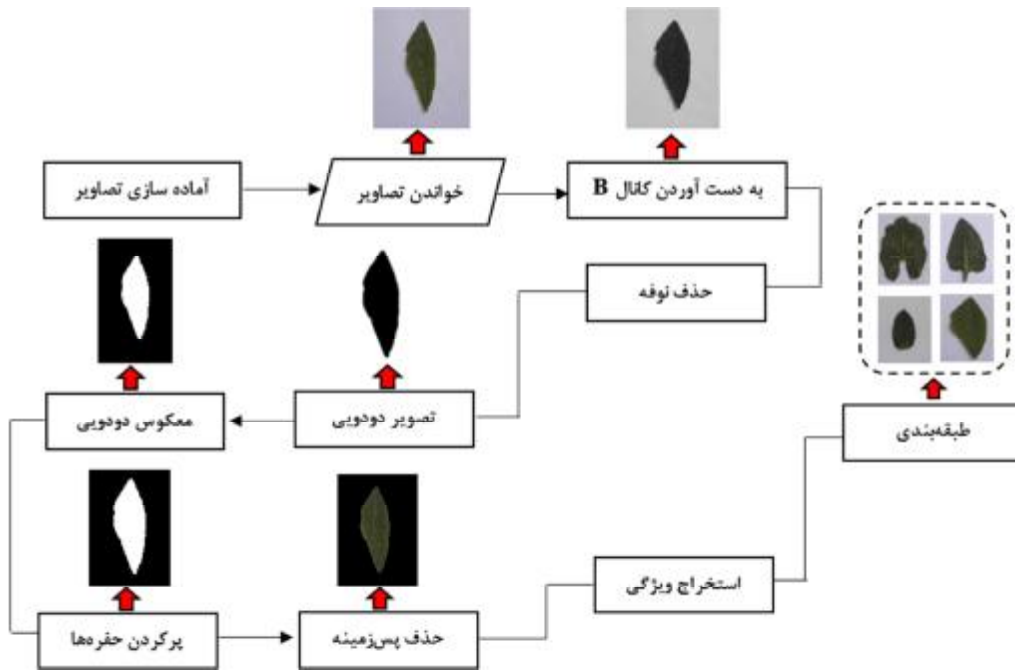 آماده سازی تصاویر
خواندن تصاویر
به دست آوردن کانال B
حذف نوفه
تصویر دودویی
معکوس دودویی
پرکردن حفره‌ها
حذف پس‌زمینه
استخراج ویژگی
طبقه‌بندی